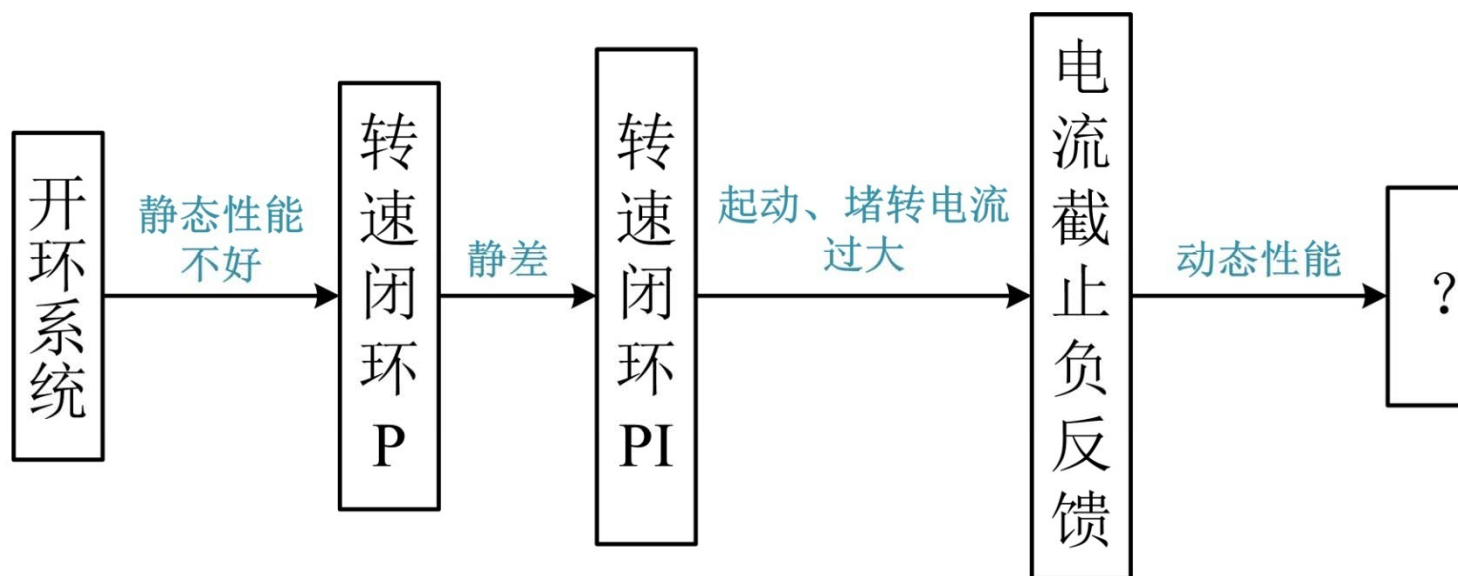 开环系统
静态性能
不好
转速闭环P
静差
转速闭环PI
起动、堵转电流
过大
电流截止负反馈
动态性能
？